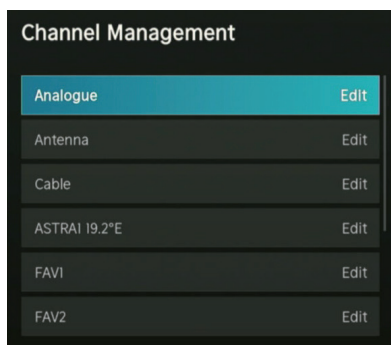 Channel Management
Analogue Edit
Antenna Edit
Cable Edit
ASTRA1 19.2°E Edit
FAV1 Edit
FAV2 Edit